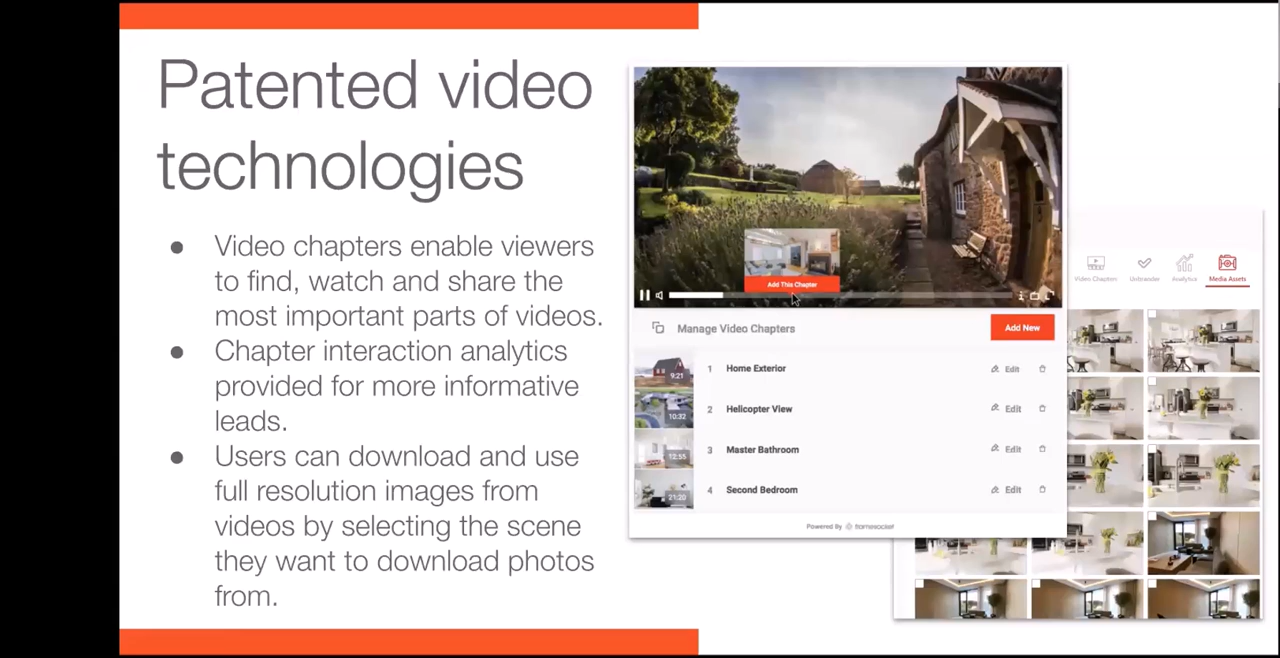 Patented video
technologies
● Video chapters enable viewers
to find, watch and share the
most important parts of videos.
● Chapter interaction analytics
provided for more informative
leads.
● Users can download and use
full resolution images from
videos by selecting the scene
they want to download photos
from.
Add This Chapter
Manage Video Chapters Add New
9:21 1 Home Exterior Edit
10:32 2 Helicopter View Edit
12:55 3 Master Bathroom Edit
21:20 4 Second Bedroom Edit
Powered By
Video Chapters Analytics Media Assets